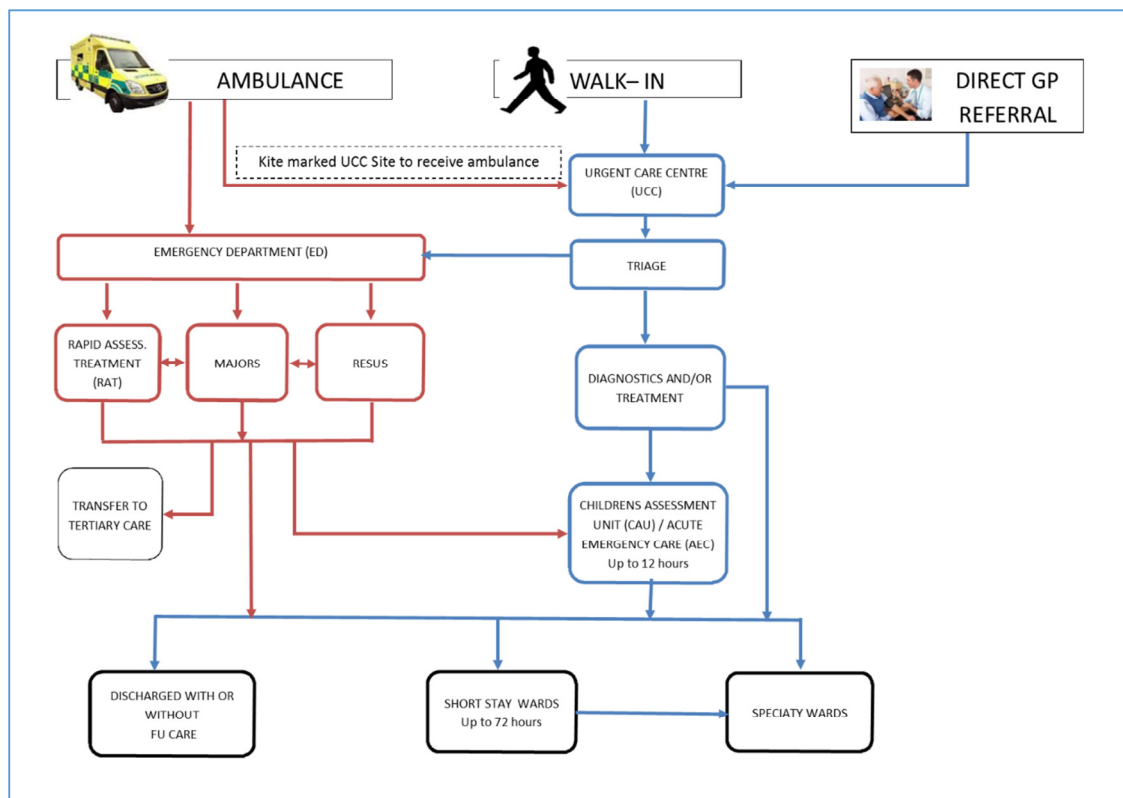 AMBULANCE
WALK– IN
DIRECT GP
REFERRAL
Kite marked UCC Site to receive ambulance
URGENT CARE CENTRE
(UCC)
EMERGENCY DEPARTMENT (ED)
TRIAGE
RAPID ASSESS.
TREATMENT
(RAT)
MAJORS
RESUS
DIAGNOSTICS AND/OR
TREATMENT
TRANSFER TO
TERTIARY CARE
CHILDRENS ASSESSMENT
UNIT (CAU) / ACUTE
EMERGENCY CARE (AEC)
Up to 12 hours
DISCHARGED WITH OR
WITHOUT
FU CARE
SHORT STAY WARDS
Up to 72 hours
SPECIATY WARDS